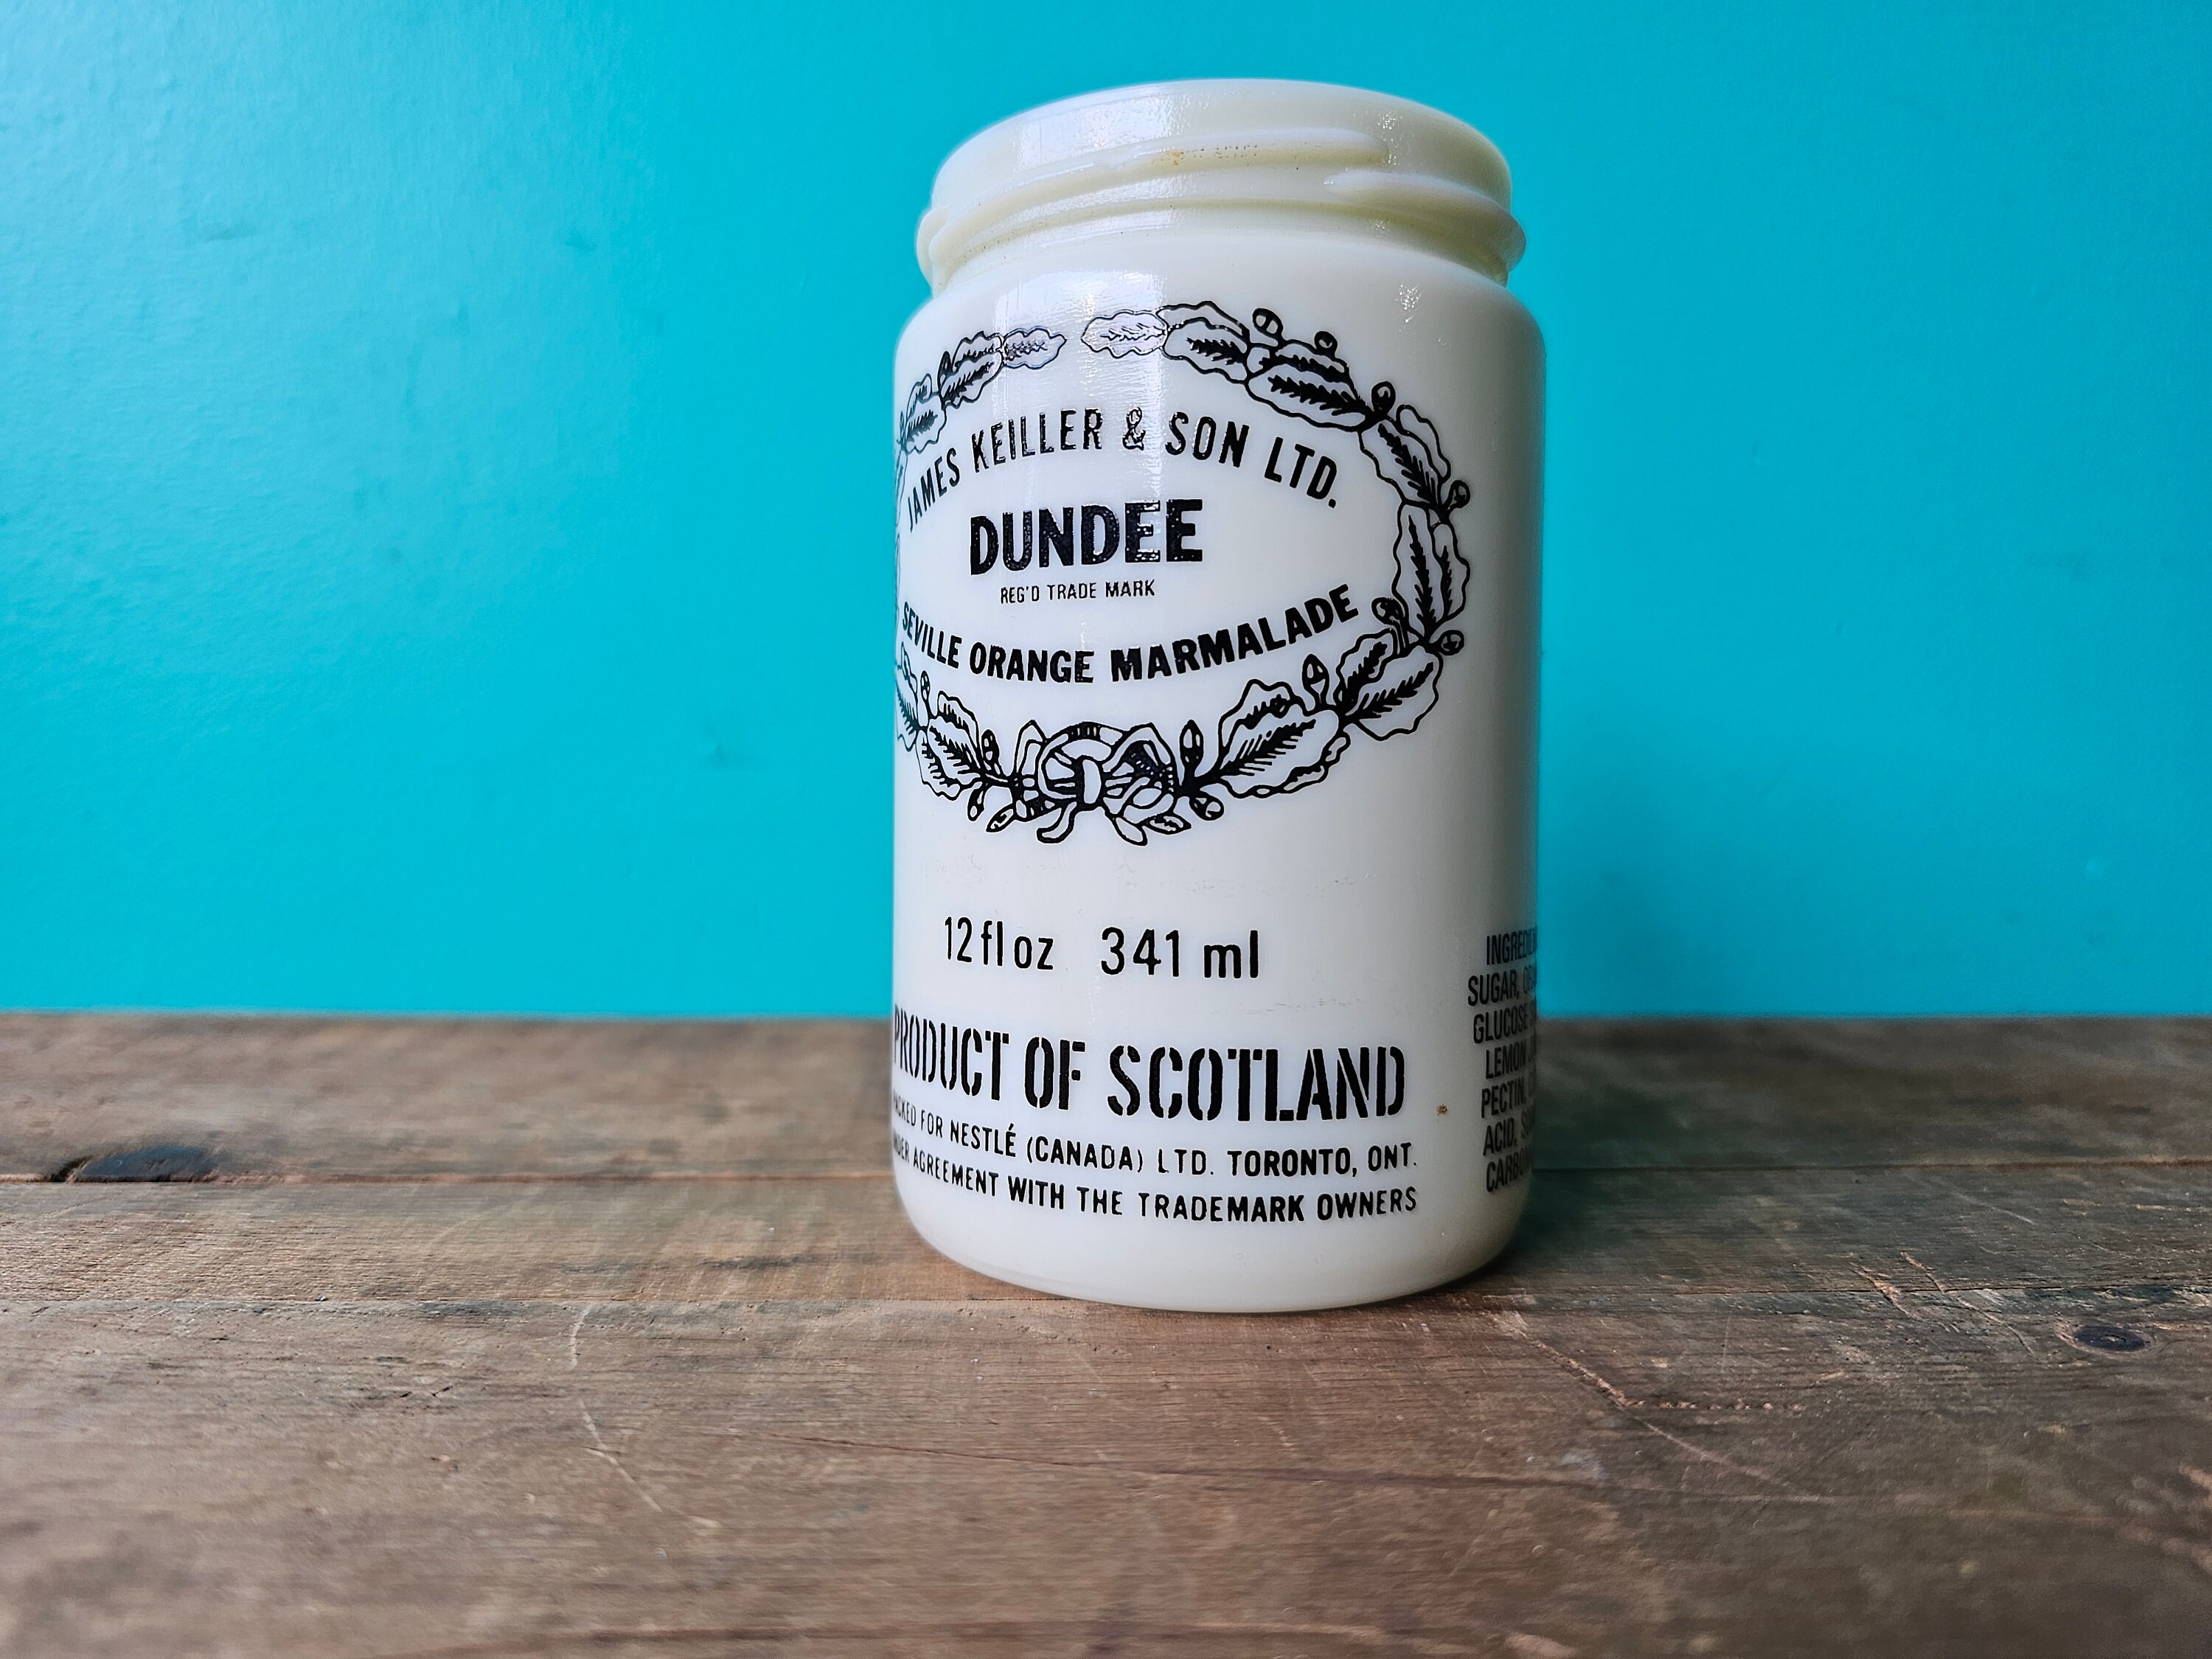 JAMES KEILLER & SON LTD.
DUNDEE
REG'D TRADE MARK
SEVILLE ORANGE MARMALADE
12 fl oz 341 ml
PRODUCT OF SCOTLAND
FOR NESTLÉ (CANADA) LTD. TORONTO, ONT.
AGREEMENT WITH THE TRADEMARK OWNERS
SUGAR,
GLUCOSE
LEMON
PECTIN,
ACID,